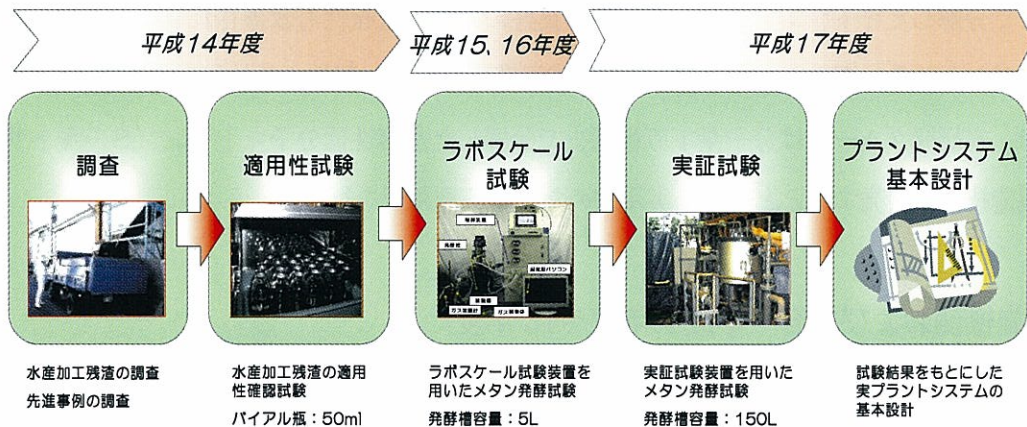 平成14年度
平成15、16年度
平成17年度
調査
適用性試験
ラボスケール
試験
実証試験
プラントシステム
基本設計
水産加工残渣の調査
先進事例の調査
水産加工残渣の適用
性確認試験
バイアル瓶：50ml
ラボスケール試験装置を
用いたメタン発酵試験
発酵槽容量：5L
実証試験装置を用いた
メタン発酵試験
発酵槽容量：150L
試験結果をもとにした
実プラントシステムの
基本設計